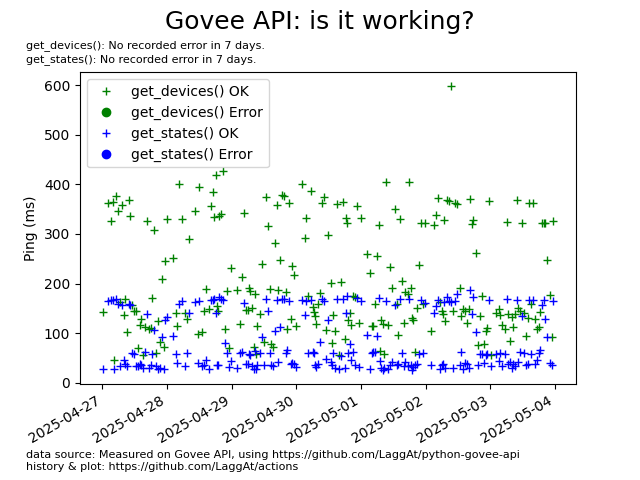 Govee API: is it working?
get_devices(): No recorded error in 7 days.
get_states(): No recorded error in 7 days.
get_devices() OK
get_devices() Error
get_states() OK
get_states() Error
Ping (ms)
600
500
400
300
200
100
0
2025-04-27
2025-04-28
2025-04-29
2025-04-30
2025-05-01
2025-05-02
2025-05-03
2025-05-04
data source: Measured on Govee API, using https://github.com/LaggAt/python-govee-api
history & plot: https://github.com/LaggAt/actions